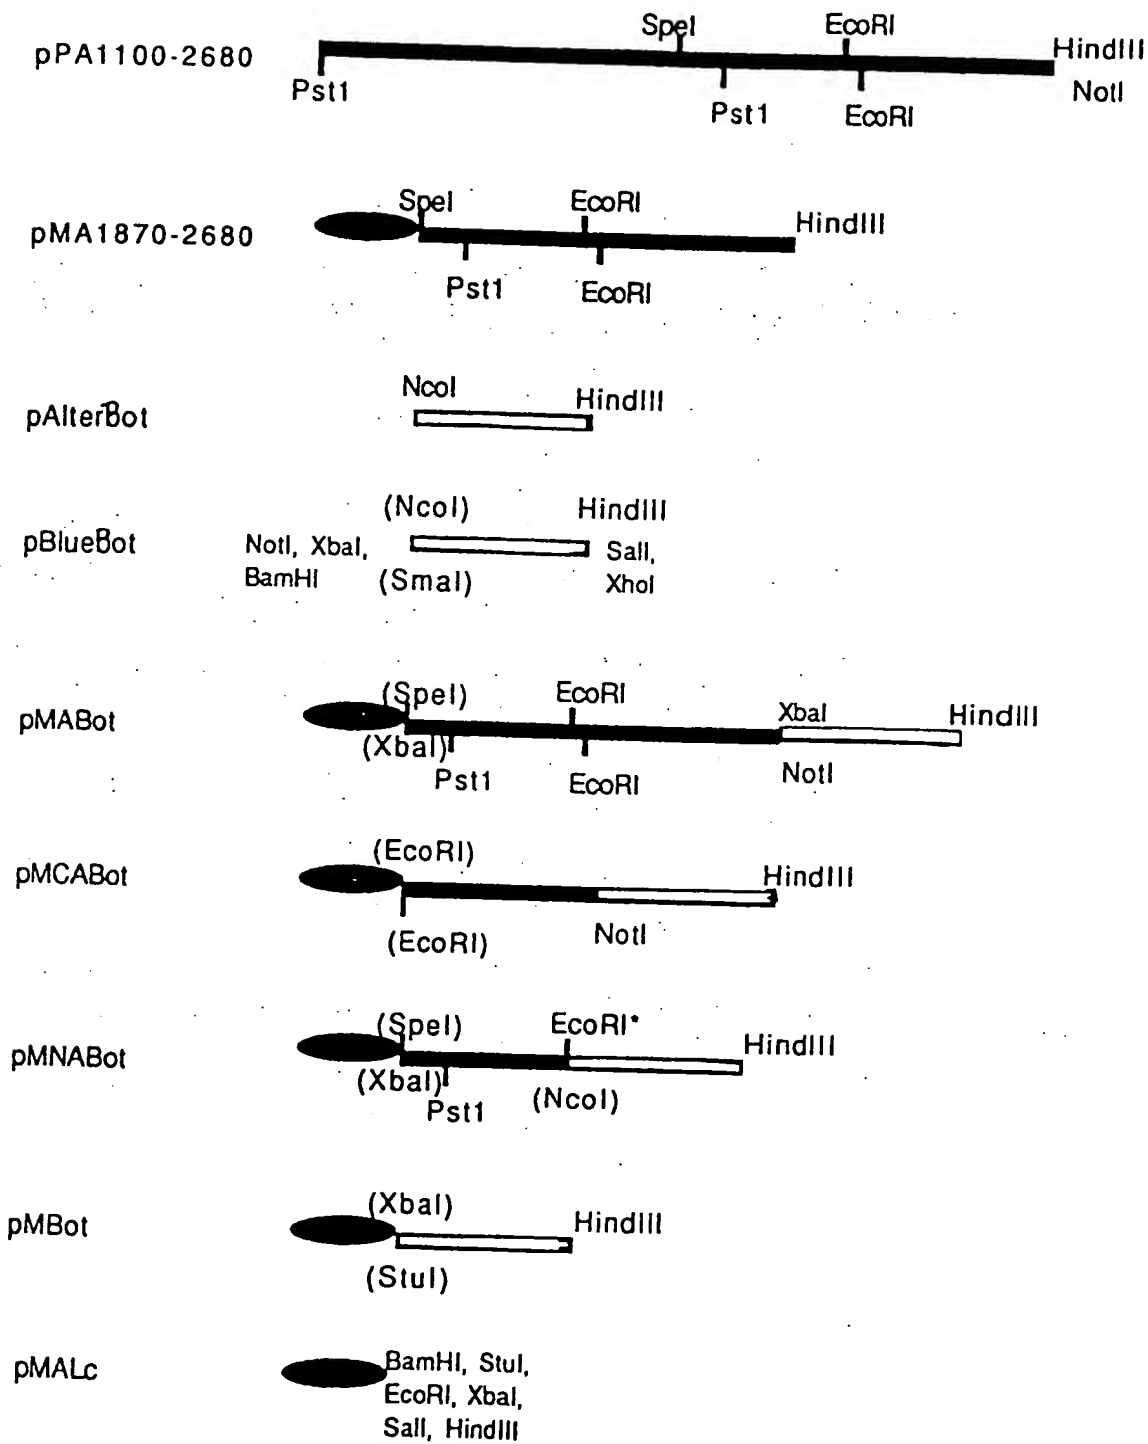 SpeI EcoRI
pPA1100-2680 HindIII
Pst1 NotI
Pst1 EcoRI
SpeI EcoRI
pMA1870-2680 HindIII
Pst1 EcoRI
NcoI HindIII
pAlterBot
(NcoI) HindIII
pBlueBot NotI, XbaI, SalI,
BamHI (SmaI) XhoI
(SpeI) EcoRI XbaI HindIII
pMABot
(XbaI) NotI
Pst1 EcoRI
(EcoRI) HindIII
pMCABot
(EcoRI) NotI
(SpeI) EcoRI* HindIII
pMNABot
(XbaI) (NcoI)
Pst1
(XbaI) HindIII
pMBot
(StuI)
pMALc BamHI, StuI,
EcoRI, XbaI,
SalI, HindIII